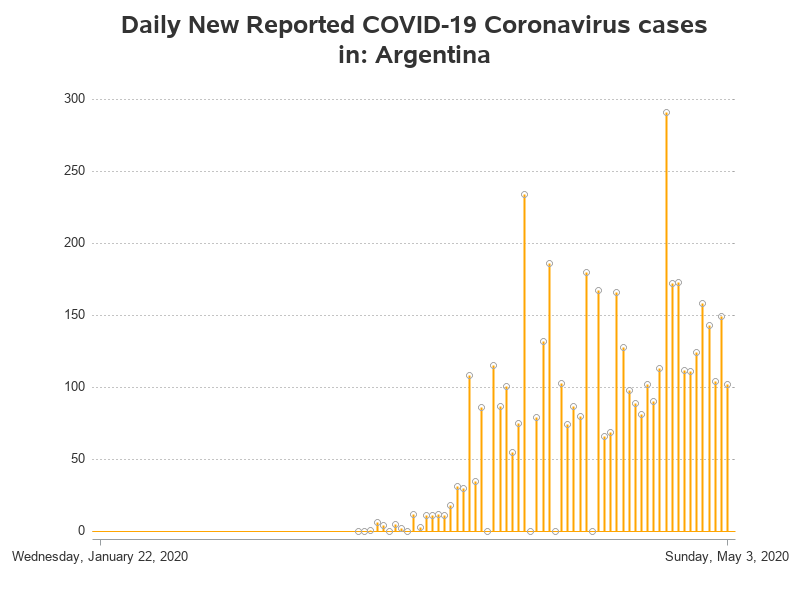 Daily New Reported COVID-19 Coronavirus cases
in: Argentina
300
250
200
150
100
50
0
Wednesday, January 22, 2020
Sunday, May 3, 2020